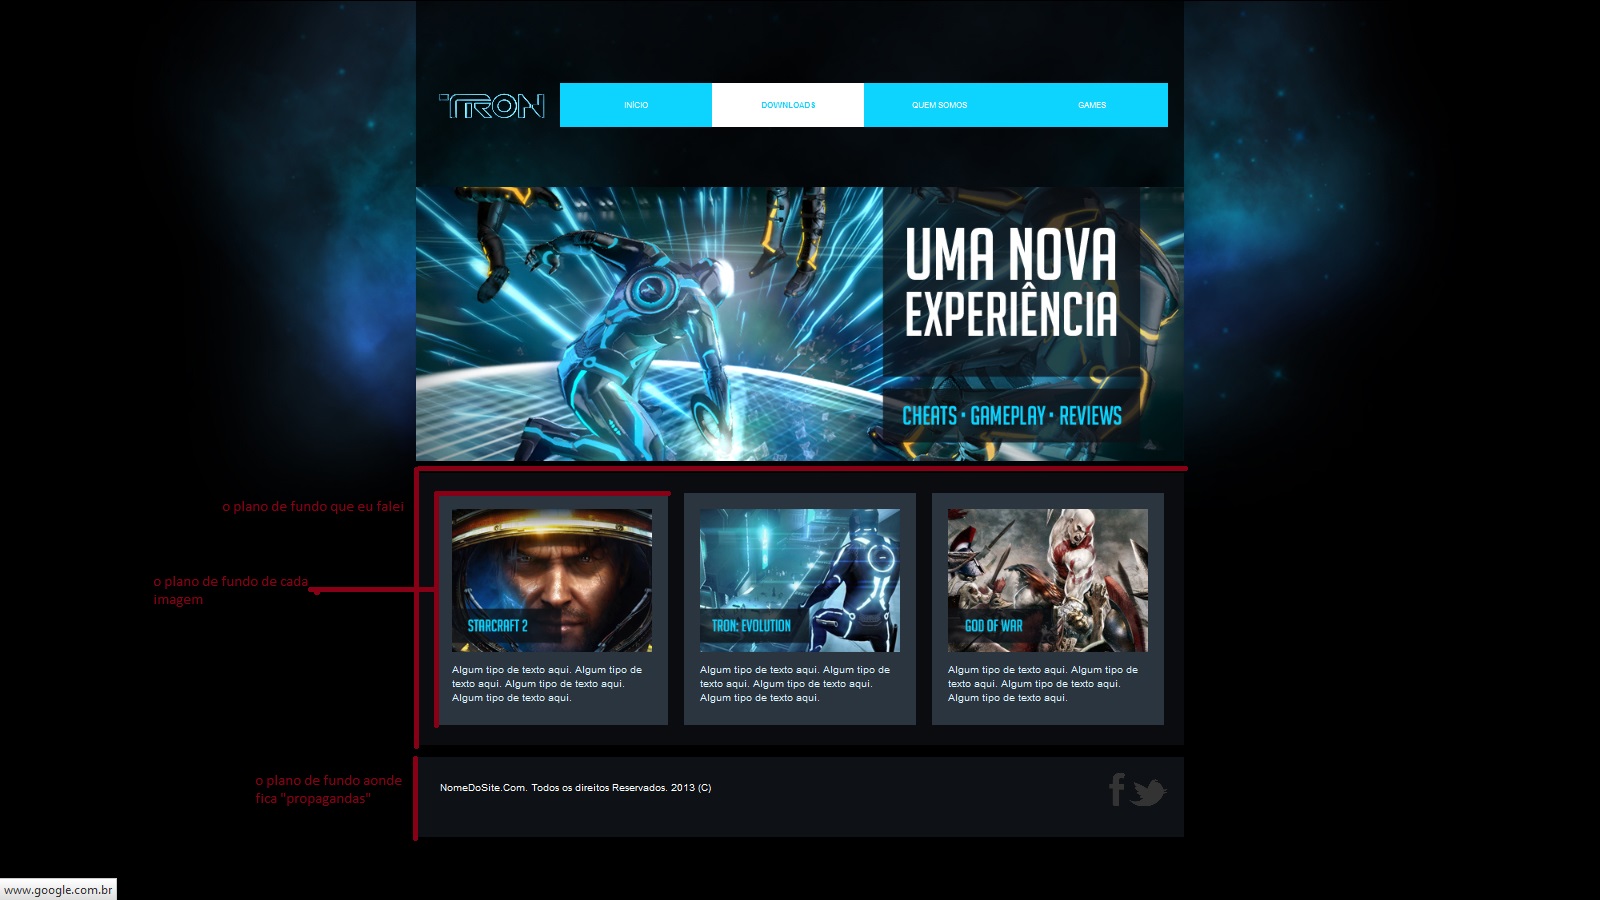 TRON
INÍCIO
DOWNLOADS
QUEM SOMOS
GAMES
UMA NOVA
EXPERIÊNCIA
CHEATS • GAMEPLAY • REVIEWS
o plano de fundo que eu falei
o plano de fundo de cada
imagem
STARCRAFT 2
Algum tipo de texto aqui. Algum tipo de
texto aqui. Algum tipo de texto aqui.
Algum tipo de texto aqui.
TRON: EVOLUTION
Algum tipo de texto aqui. Algum tipo de
texto aqui. Algum tipo de texto aqui.
Algum tipo de texto aqui.
GOD OF WAR
Algum tipo de texto aqui. Algum tipo de
texto aqui. Algum tipo de texto aqui.
Algum tipo de texto aqui.
o plano de fundo aonde
fica "propagandas"
NomeDoSite.Com. Todos os direitos Reservados. 2013 (C)
www.google.com.br